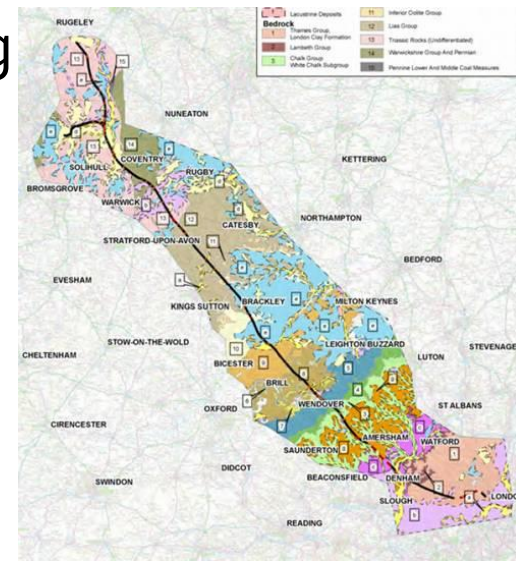 g
Lacustrine Deposits
Bedrock
1 Thames Group,
London Clay Formation
2 Lambeth Group
3 Chalk Group
White Chalk Subgroup
11 Inferior Oolite Group
12 Lias Group
13 Triassic Rocks (Undifferentiated)
14 Warwickshire Group And Permian
15 Pennine Lower And Middle Coal Measures
RUGELEY
NUNEATON
COVENTRY
KETTERING
SOLIHULL
RUGBY
BROMSGROVE
WARWICK
CATESBY
NORTHAMPTON
STRATFORD-UPON-AVON
BEDFORD
EVESHAM
KINGS SUTTON
BRACKLEY
MILTON KEYNES
STOW-ON-THE-WOLD
LEIGHTON BUZZARD
STEVENAGE
CHELTENHAM
BICESTER
LUTON
BRILL
OXFORD
WENDOVER
ST ALBANS
CIRENCESTER
AMERSHAM
WATFORD
SAUNDERTON
DIDCOT
BEACONSFIELD
DENHAM
SWINDON
SLOUGH
LONDO
READING